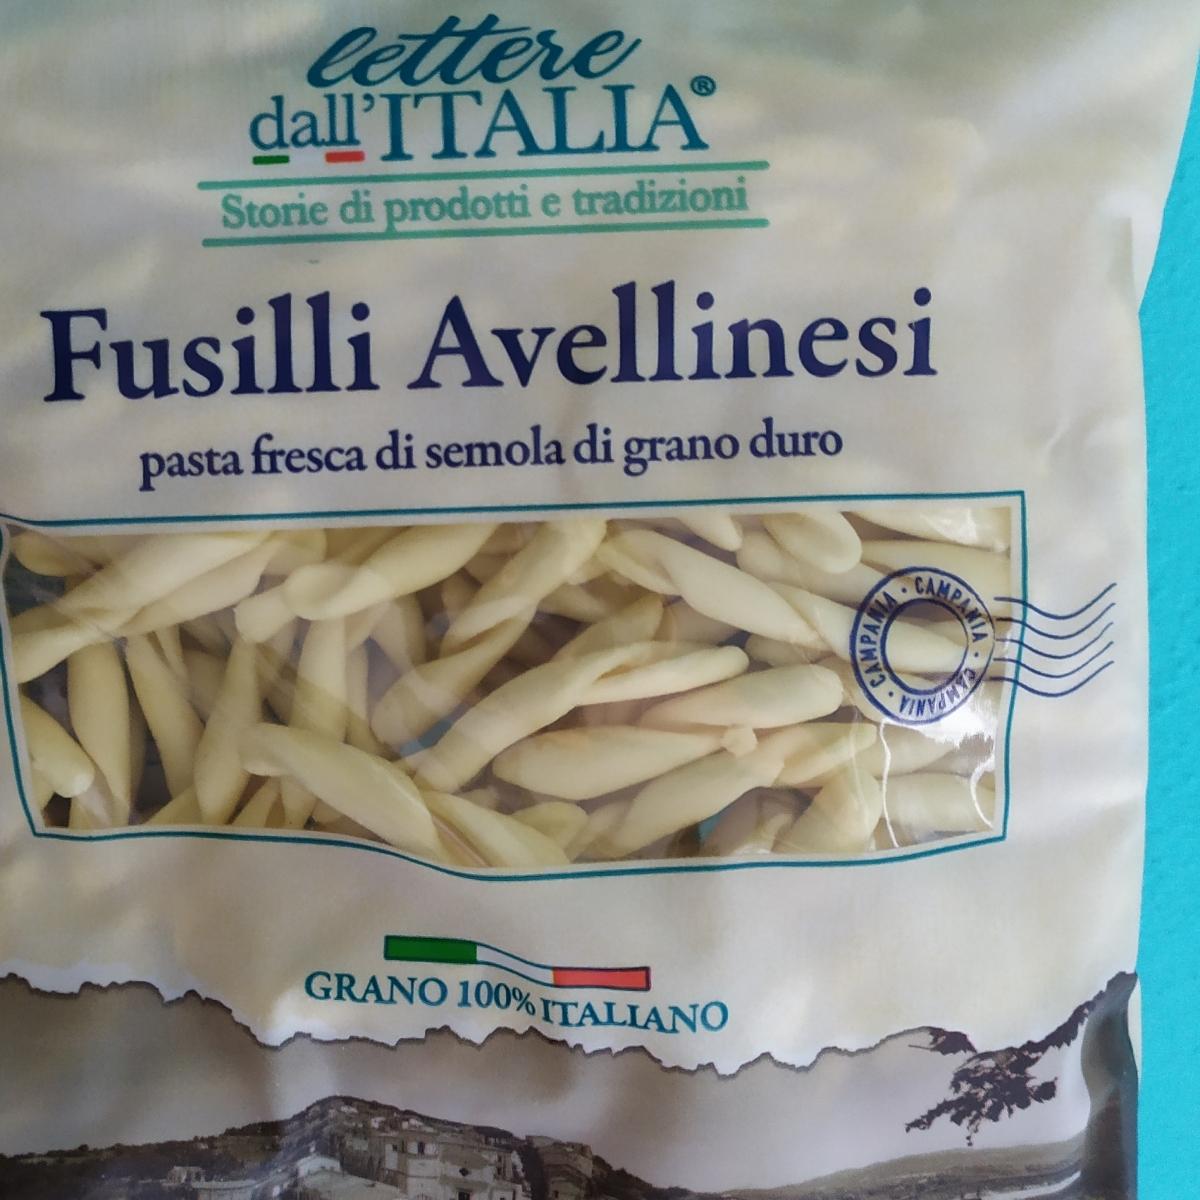 lettere
dall'ITALIA®
Storie di prodotti e tradizioni
Fusilli Avellinesi
pasta fresca di semola di grano duro
CAMPANIA · CAMPANIA · CAMPANIA · CAMPANIA ·
GRANO 100% ITALIANO